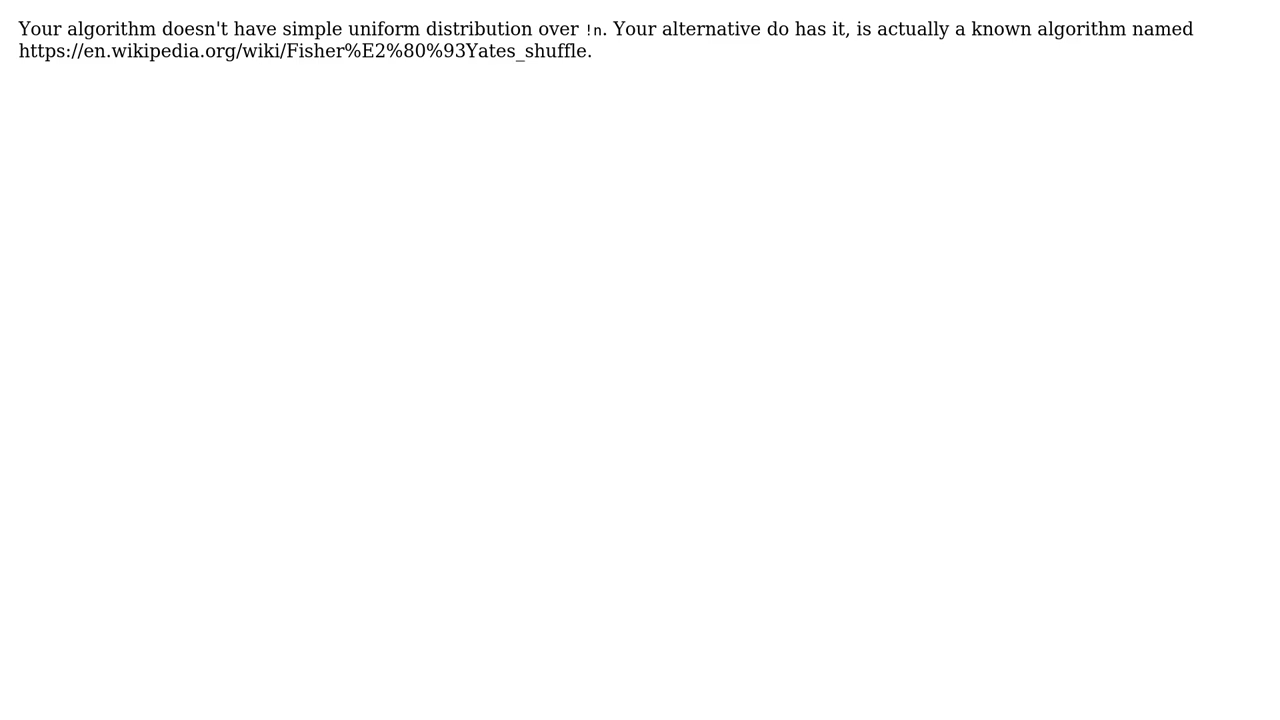 Your algorithm doesn't have simple uniform distribution over !n. Your alternative do has it, is actually a known algorithm named
https://en.wikipedia.org/wiki/Fisher%E2%80%93Yates_shuffle.